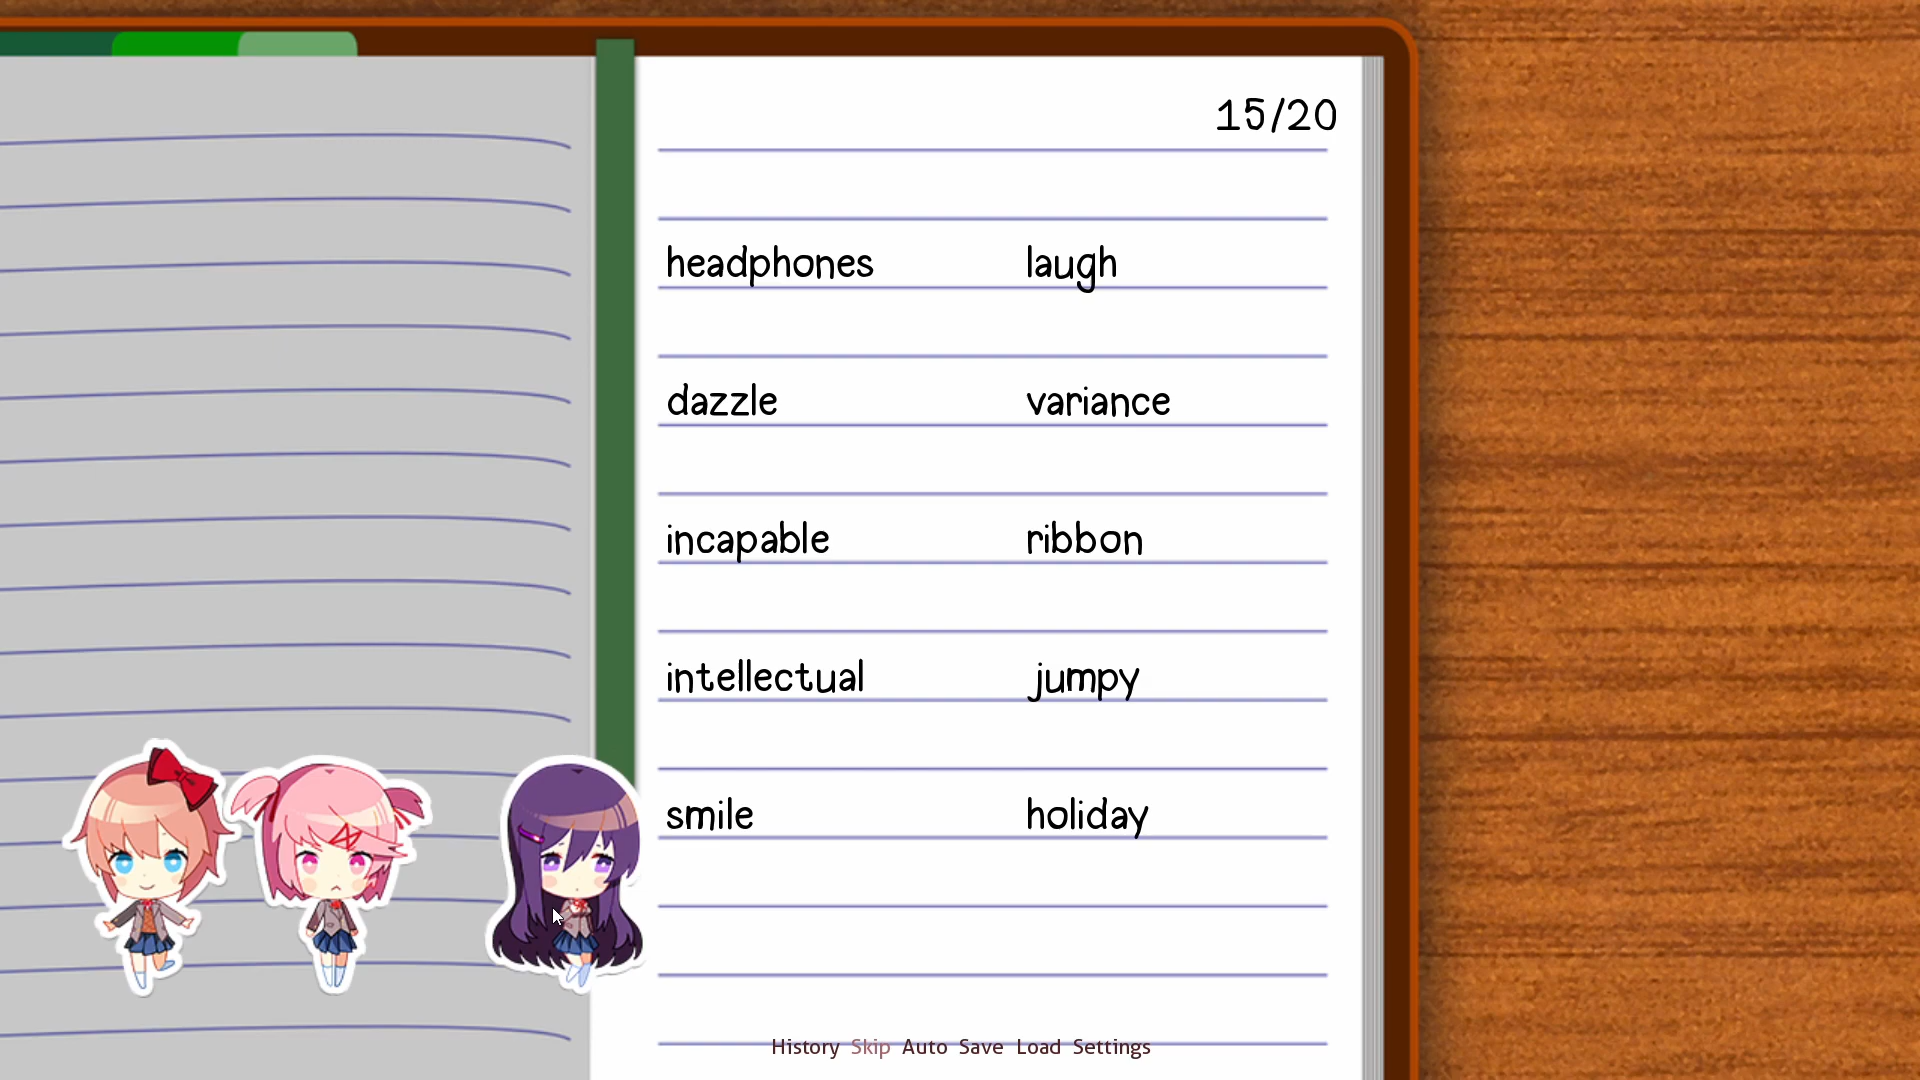 15/20
headphones laugh
dazzle variance
incapable ribbon
intellectual jumpy
smile holiday
History Skip Auto Save Load Settings